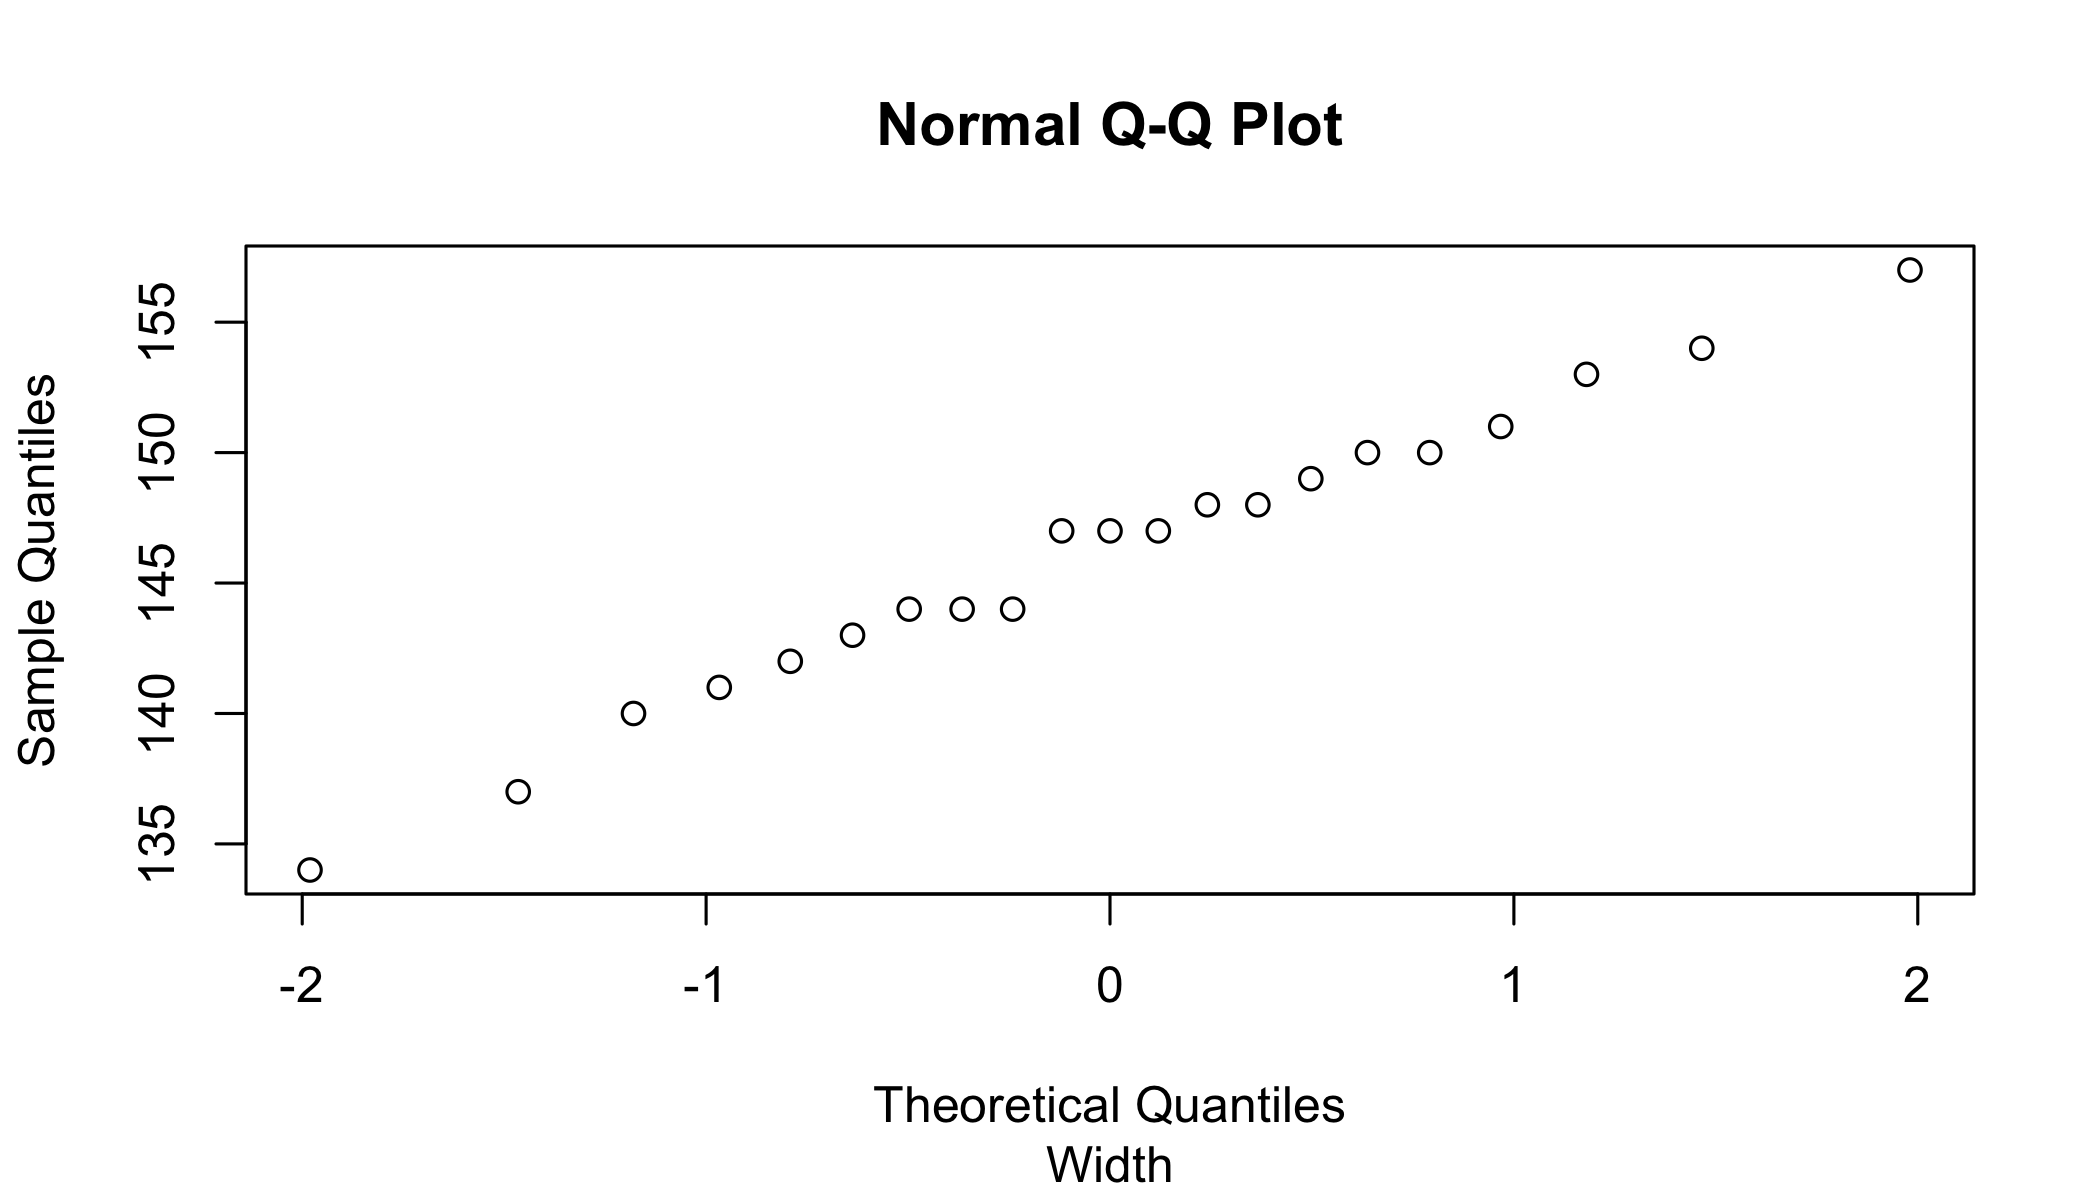 Normal Q-Q Plot
Sample Quantiles
155
150
145
140
135
-2 -1 0 1 2
Theoretical Quantiles
Width